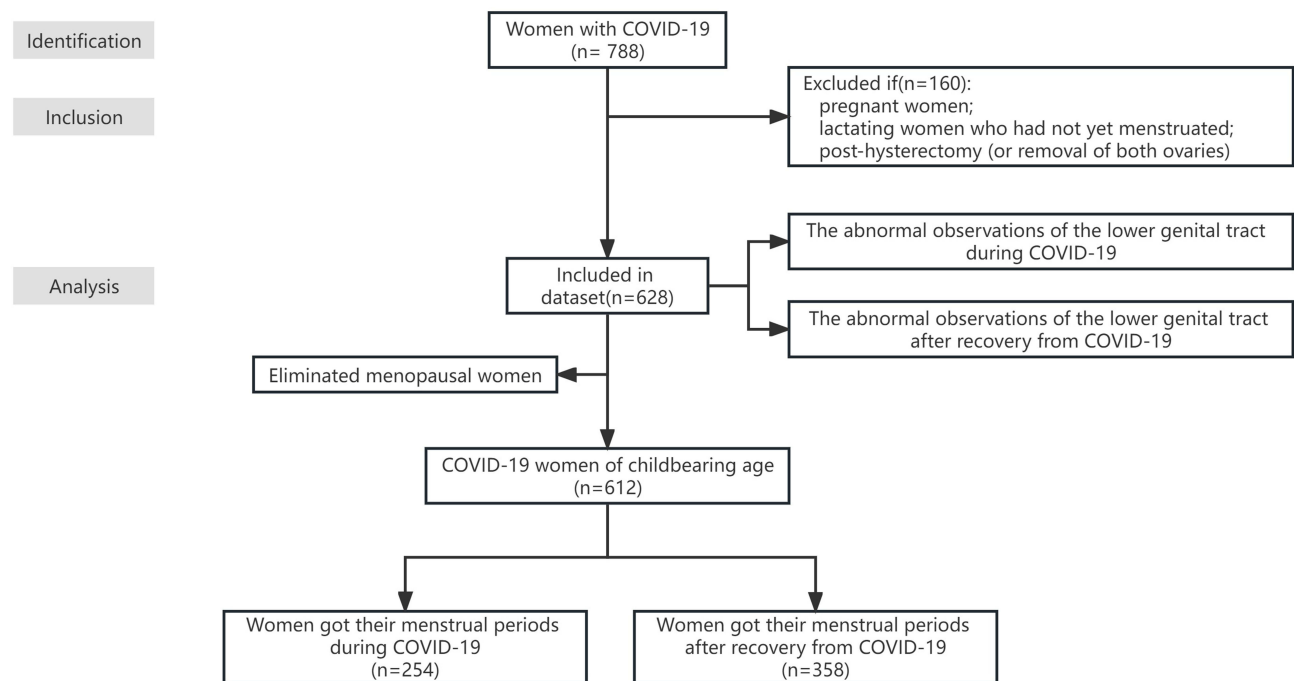 Identification
Women with COVID-19
(n= 788)
Inclusion
Excluded if(n=160):
pregnant women;
lactating women who had not yet menstruated;
post-hysterectomy (or removal of both ovaries)
The abnormal observations of the lower genital tract
during COVID-19
Analysis
Included in
dataset(n=628)
The abnormal observations of the lower genital tract
after recovery from COVID-19
Eliminated menopausal women
COVID-19 women of childbearing age
(n=612)
Women got their menstrual periods
during COVID-19
(n=254)
Women got their menstrual periods
after recovery from COVID-19
(n=358)